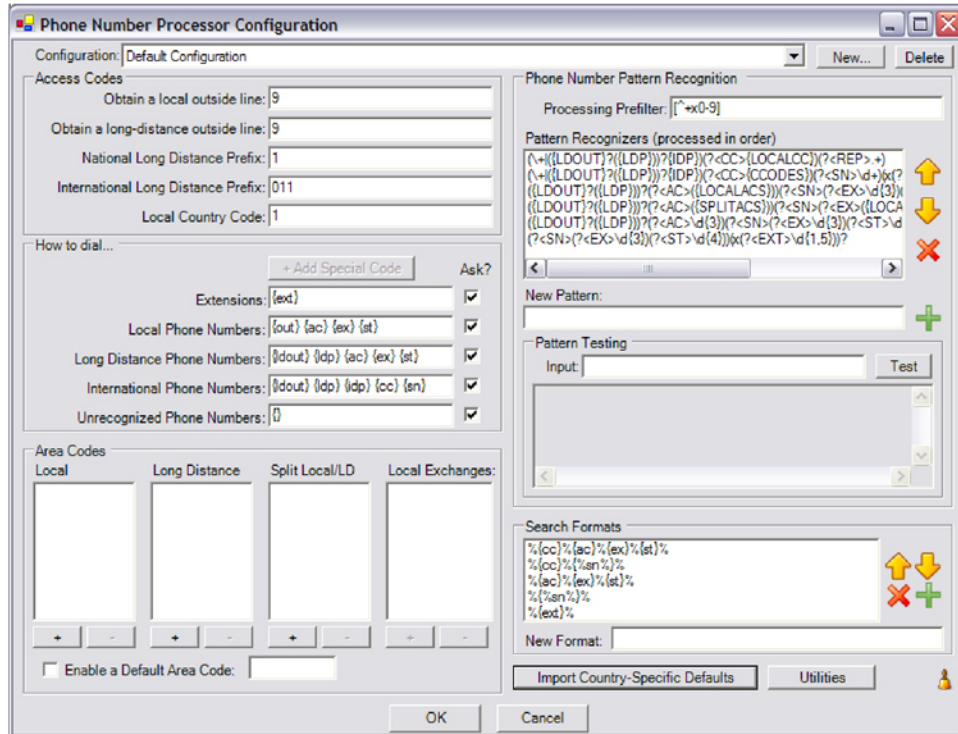 Phone Number Processor Configuration
Configuration: Default Configuration
New...
Delete
Access Codes
Obtain a local outside line: 9
Obtain a long-distance outside line: 9
National Long Distance Prefix: 1
International Long Distance Prefix: 011
Local Country Code: 1
How to dial...
+ Add Special Code
Ask?
Extensions: {ext}
Local Phone Numbers: {out} {ac} {ex} {st}
Long Distance Phone Numbers: {ldout} {ldp} {ac} {ex} {st}
International Phone Numbers: {ldout} {ldp} {idp} {cc} {sn}
Unrecognized Phone Numbers: {}
Area Codes
Local
Long Distance
Split Local/LD
Local Exchanges:
+ - + - + - + -
Enable a Default Area Code:
Phone Number Pattern Recognition
Processing Prefilter: [^+x0-9]
Pattern Recognizers (processed in order)
(\+|({LDOUT}?({LDP}))?{IDP})(?<CC>{LOCALCC})(?<REP>.+)
(\+|({LDOUT}?({LDP}))?{IDP})(?<CC>{CCODES})(?<SN>\d+)(x(?
({LDOUT}?({LDP}))?(?<AC>({LOCALACS}))(?<SN>(?<EX>\d{3})(
({LDOUT}?({LDP}))?(?<AC>({SPLITACS}))(?<SN>(?<EX>({LOCA
({LDOUT}?({LDP}))?(?<AC>\d{3})(?<SN>(?<EX>\d{3})(?<ST>\d
(?<SN>(?<EX>\d{3})(?<ST>\d{4}))(x(?<EXT>\d{1,5}))?
New Pattern:
Pattern Testing
Input:
Test
Search Formats
%{cc}%{ac}%{ex}%{st}%
%{cc}%{%sn%}%
%{ac}%{ex}%{st}%
%{%sn%}%
%{ext}%
New Format:
Import Country-Specific Defaults
Utilities
OK
Cancel